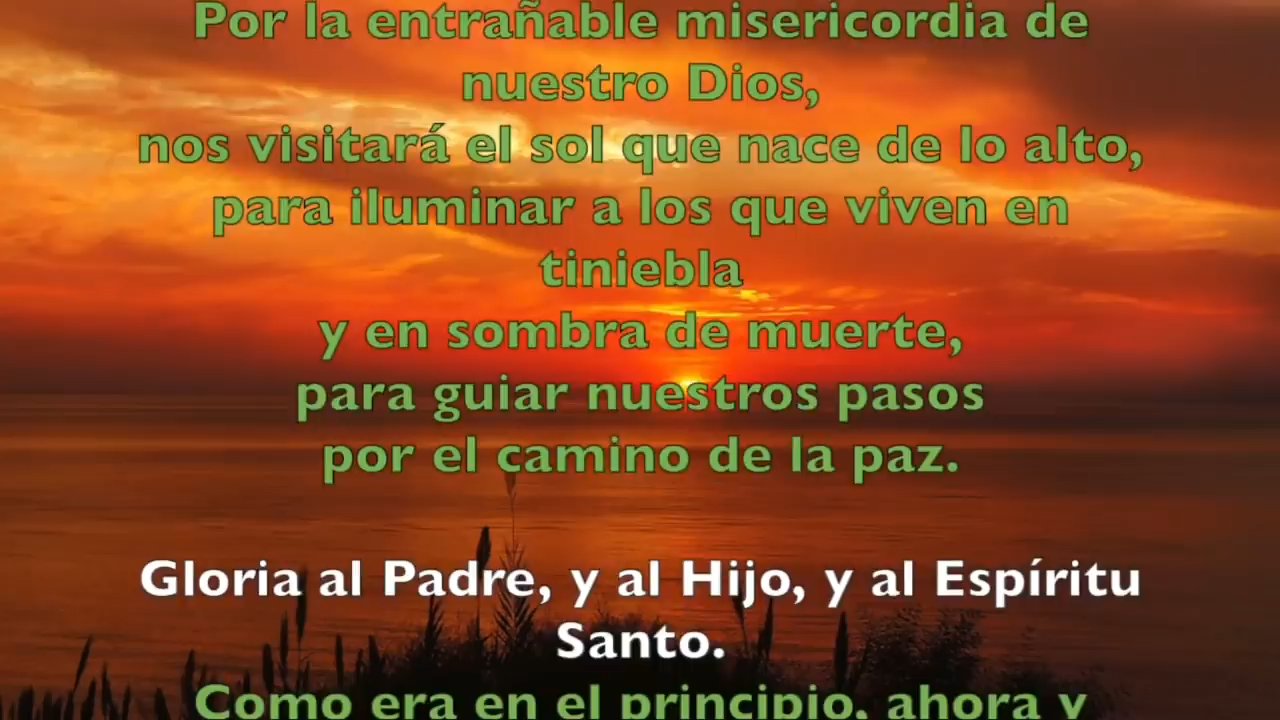 Por la entrañable misericordia de
nuestro Dios,
nos visitará el sol que nace de lo alto,
para iluminar a los que viven en
tiniebla
y en sombra de muerte,
para guiar nuestros pasos
por el camino de la paz.
Gloria al Padre, y al Hijo, y al Espíritu
Santo.
Como era en el principio, ahora y